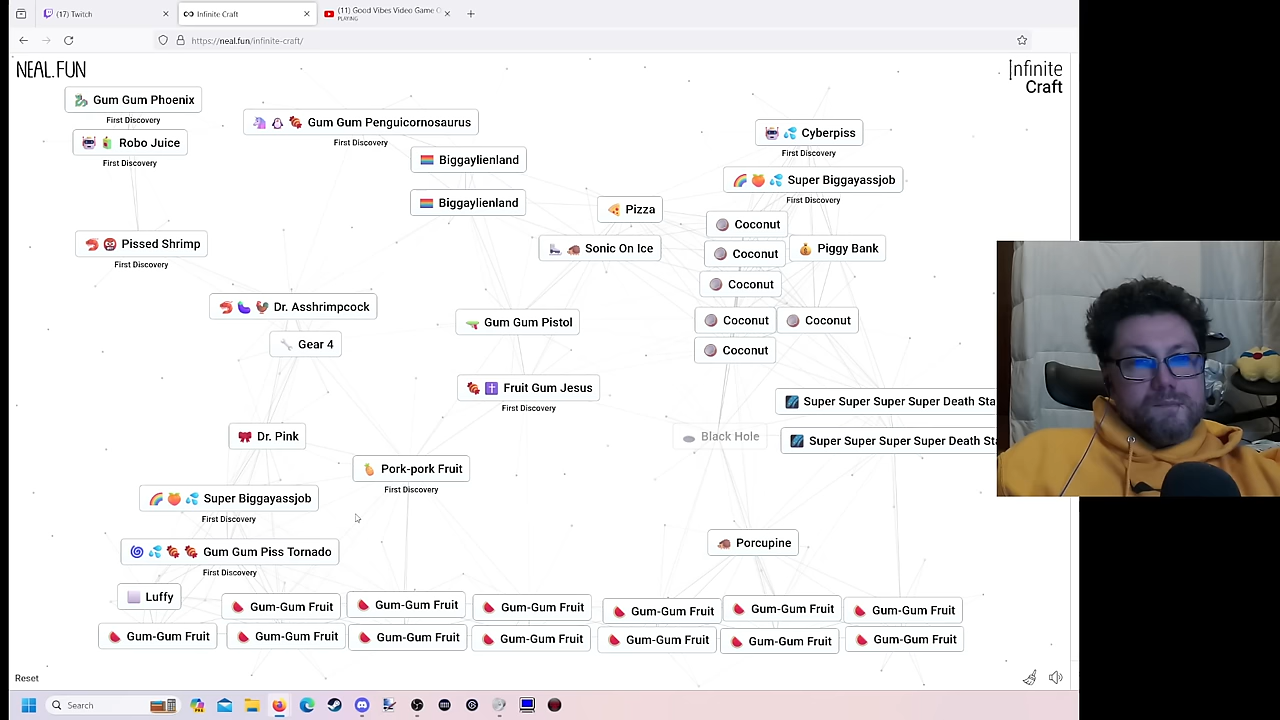 (17) Twitch
Infinite Craft
(11) Good Vibes Video Game
PLAYING
https://neal.fun/infinite-craft/
NEAL.FUN
Infinite
Craft
Gum Gum Phoenix
First Discovery
Robo Juice
First Discovery
Gum Gum Penguicornosaurus
First Discovery
Biggaylienland
Biggaylienland
Cyberpiss
First Discovery
Super Biggayassjob
First Discovery
Pizza
Coconut
Sonic On Ice
Coconut
Piggy Bank
Coconut
Pissed Shrimp
First Discovery
Dr. Asshrimpcock
Gear 4
Gum Gum Pistol
Coconut
Coconut
Coconut
Fruit Gum Jesus
First Discovery
Super Super Super Super Death Sta
Black Hole
Super Super Super Super Death Sta
Dr. Pink
Pork-pork Fruit
First Discovery
Super Biggayassjob
First Discovery
Gum Gum Piss Tornado
First Discovery
Porcupine
Luffy
Gum-Gum Fruit
Gum-Gum Fruit
Gum-Gum Fruit
Gum-Gum Fruit
Gum-Gum Fruit
Gum-Gum Fruit
Gum-Gum Fruit
Gum-Gum Fruit
Gum-Gum Fruit
Gum-Gum Fruit
Gum-Gum Fruit
Gum-Gum Fruit
Gum-Gum Fruit
Reset
Search